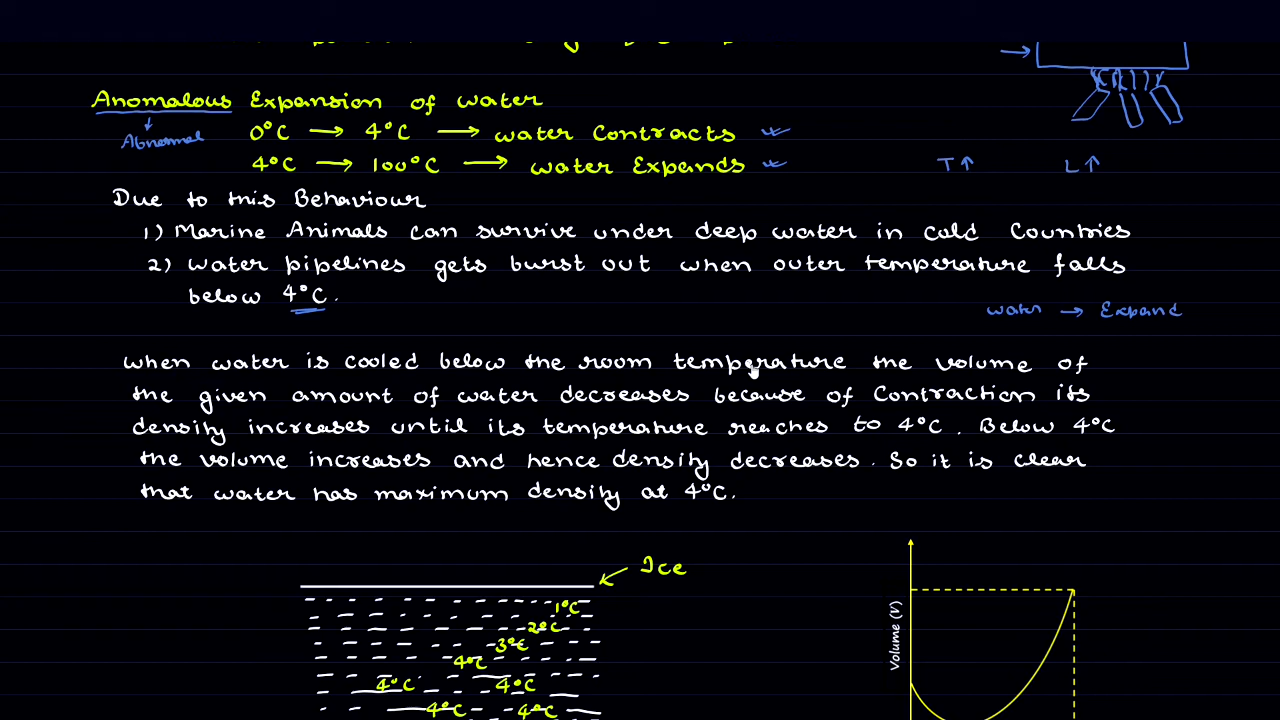 Anomalous Expansion of water
Abnormal
0°C → 4°C → water Contracts
4°C → 100°C → water Expands
T↑ L↑
Due to this Behaviour
1) Marine Animals can survive under deep water in cold Countries
2) water pipelines gets burst out when outer temperature falls
below 4°C.
water → Expand
when water is cooled below the room temperature the volume of
the given amount of water decreases because of Contraction its
density increases until its temperature reaches to 4°C. Below 4°C
the volume increases and hence density decreases. So it is clear
that water has maximum density at 4°C.
Ice
1°C
2°C
3°C
4°C
4°C 4°C
4°C 4°C
Volume (V)